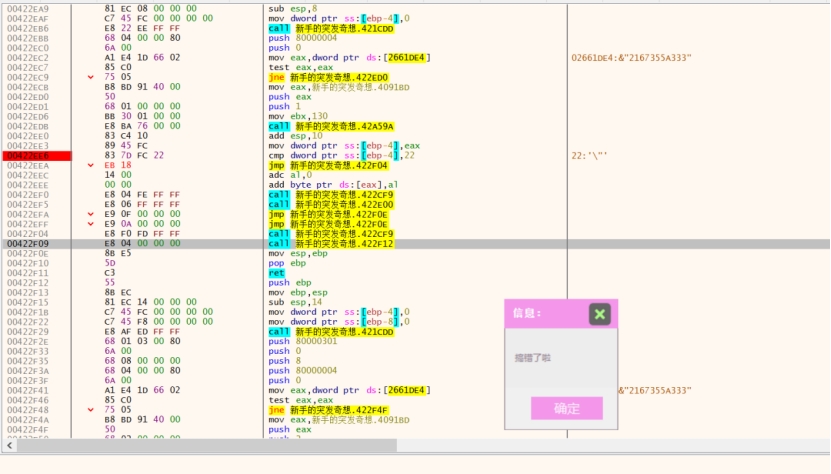 00422EA9 81 EC 08 00 00 00 sub esp,8
00422EAF C7 45 FC 00 00 00 00 mov dword ptr ss:[ebp-4],0
00422EB6 E8 22 EE FF FF call 新手的突发奇想.421CDD
00422EBB 68 04 00 00 80 push 80000004
00422EC0 6A 00 push 0
00422EC2 A1 E4 1D 66 02 mov eax,dword ptr ds:[2661DE4] 02661DE4:&"2167355A333"
00422EC7 85 C0 test eax,eax
00422EC9 75 05 jne 新手的突发奇想.422ED0
00422ECB B8 BD 91 40 00 mov eax,新手的突发奇想.4091BD
00422ED0 50 push eax
00422ED1 68 01 00 00 00 push 1
00422ED6 BB 30 01 00 00 mov ebx,130
00422EDB E8 BA 76 00 00 call 新手的突发奇想.42A59A
00422EE0 83 C4 10 add esp,10
00422EE3 89 45 FC mov dword ptr ss:[ebp-4],eax
00422EE6 83 7D FC 22 cmp dword ptr ss:[ebp-4],22 22:'\"'
00422EEA EB 18 jmp 新手的突发奇想.422F04
00422EEC 14 00 adc al,0
00422EEE 00 00 add byte ptr ds:[eax],al
00422EF0 E8 04 FE FF FF call 新手的突发奇想.422CF9
00422EF5 E8 06 FF FF FF call 新手的突发奇想.422E00
00422EFA E9 0F 00 00 00 jmp 新手的突发奇想.422F0E
00422EFF E9 0A 00 00 00 jmp 新手的突发奇想.422F0E
00422F04 E8 F0 FD FF FF call 新手的突发奇想.422CF9
00422F09 E8 04 00 00 00 call 新手的突发奇想.422F12
00422F0E 8B E5 mov esp,ebp
00422F10 5D pop ebp
00422F11 C3 ret
00422F12 55 push ebp
00422F13 8B EC mov ebp,esp
00422F15 81 EC 14 00 00 00 sub esp,14
00422F1B C7 45 FC 00 00 00 00 mov dword ptr ss:[ebp-4],0
00422F22 C7 45 F8 00 00 00 00 mov dword ptr ss:[ebp-8],0
00422F29 E8 AF ED FF FF call 新手的突发奇想.421CDD
00422F2E 68 01 03 00 80 push 80000301
00422F33 6A 00 push 0
00422F35 68 08 00 00 00 push 8
00422F3A 68 04 00 00 80 push 80000004
00422F3F 6A 00 push 0
00422F41 A1 E4 1D 66 02 mov eax,dword ptr ds:[2661DE4] &"2167355A333"
00422F46 85 C0 test eax,eax
00422F48 75 05 jne 新手的突发奇想.422F4F
00422F4A B8 BD 91 40 00 mov eax,新手的突发奇想.4091BD
00422F4F 50 push eax
信息:
错了啦
确定